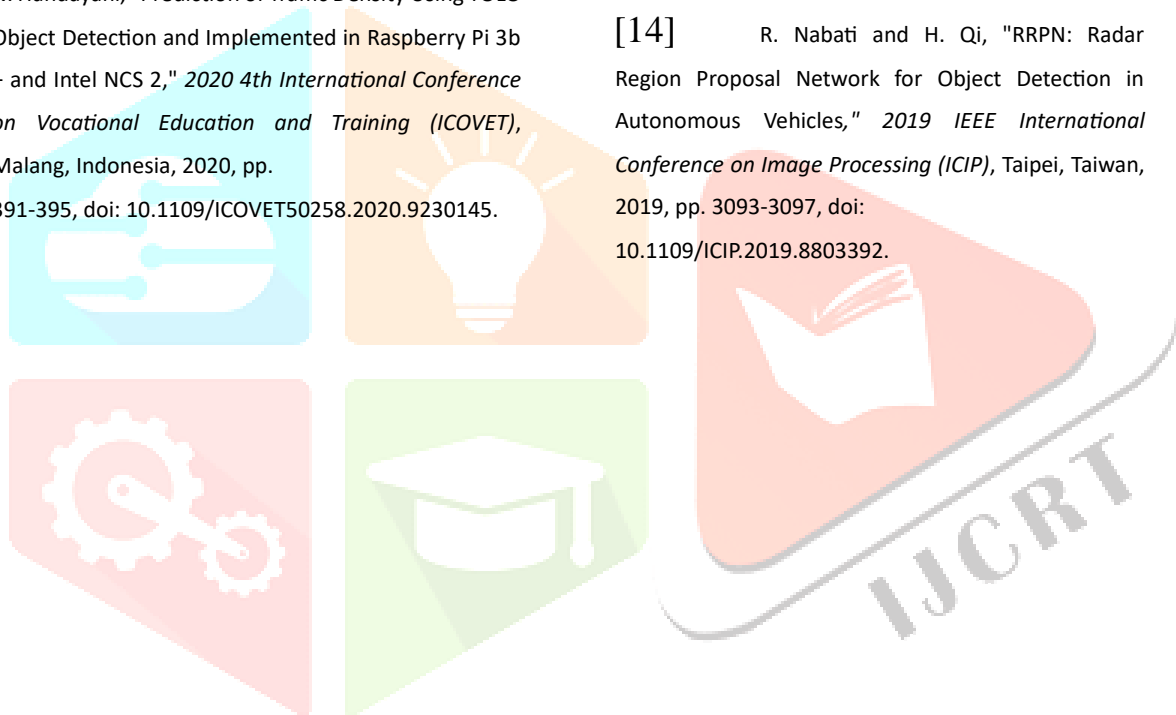 Object Detection and Implemented in Raspberry Pi 3b
and Intel NCS 2," 2020 4th International Conference
on Vocational Education and Training (ICOVET),
Malang, Indonesia, 2020, pp.
391-395, doi: 10.1109/ICOVET50258.2020.9230145.
[14] R. Nabati and H. Qi, "RRPN: Radar
Region Proposal Network for Object Detection in
Autonomous Vehicles," 2019 IEEE International
Conference on Image Processing (ICIP), Taipei, Taiwan,
2019, pp. 3093-3097, doi:
10.1109/ICIP.2019.8803392.
IJCRT